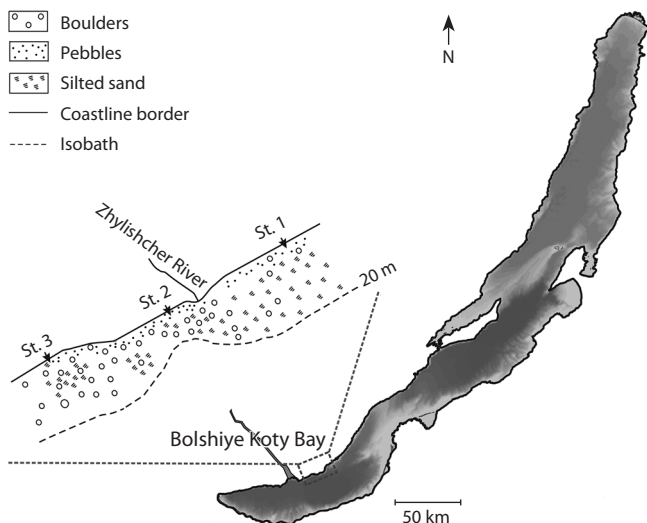 Boulders
Pebbles
Silted sand
Coastline border
Isobath
N
Zhylishcher River
St. 1
St. 2
St. 3
20 m
Bolshiye Koty Bay
50 km